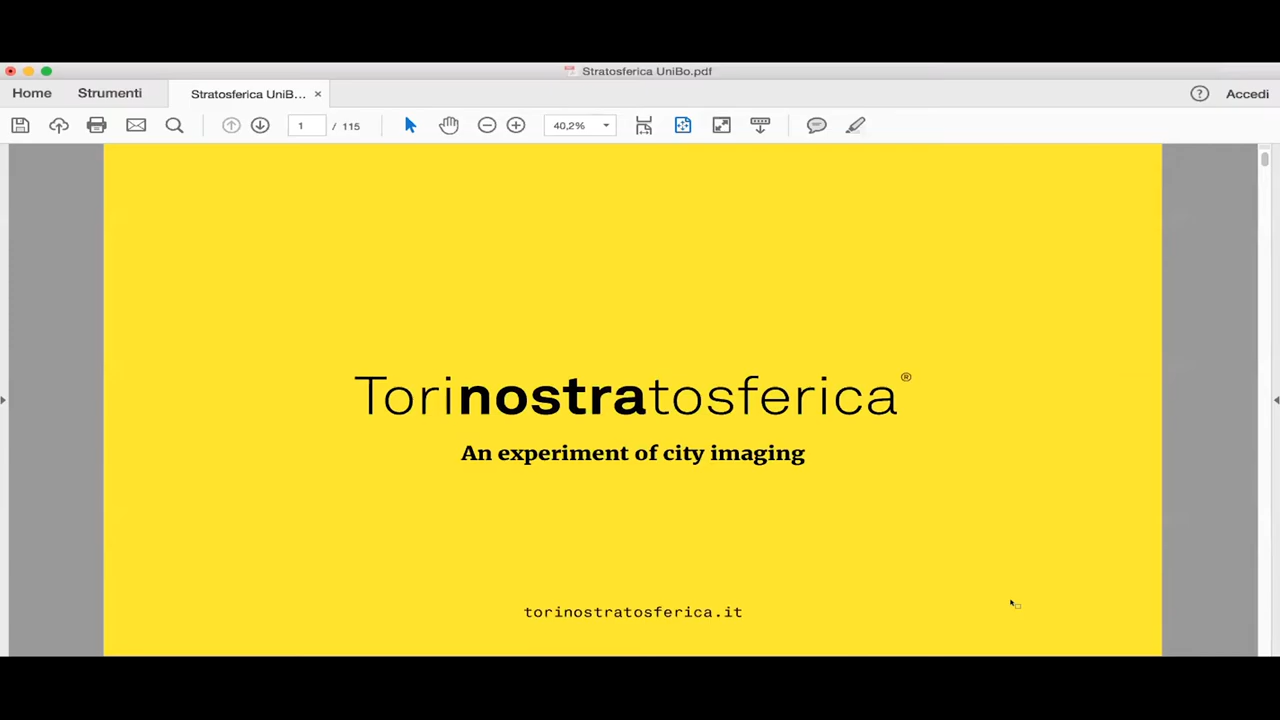 Stratosferica UniBo.pdf
Home Strumenti Stratosferica UniB... × ? Accedi
1 / 115 40,2%
Torinostratosferica®
An experiment of city imaging
torinostratosferica.it